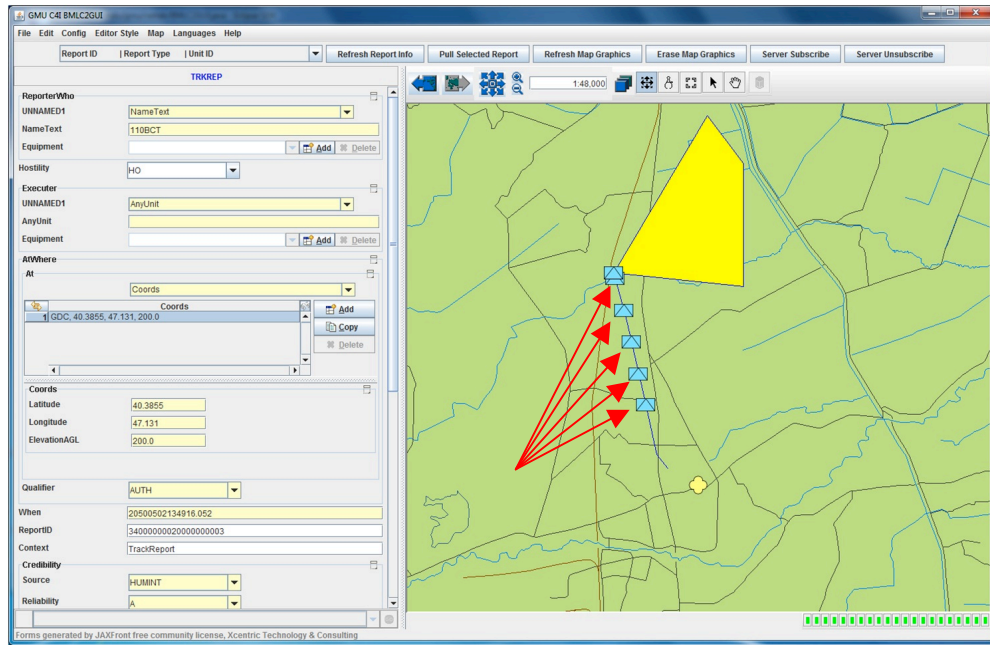 GMU C4I BMLC2GUI
File Edit Config Editor Style Map Languages Help
Report ID | Report Type | Unit ID
Refresh Report Info Pull Selected Report Refresh Map Graphics Erase Map Graphics Server Subscribe Server Unsubscribe
TRKREP
1:48,000
ReporterWho
UNNAMED1 NameText
NameText 110BCT
Equipment Add Delete
Hostility HO
Executer
UNNAMED1 AnyUnit
AnyUnit
Equipment Add Delete
AtWhere
At
Coords
Coords
1 GDC, 40.3855, 47.131, 200.0
Add
Copy
Delete
Coords
Latitude 40.3855
Longitude 47.131
ElevationAGL 200.0
Qualifier AUTH
When 20500502134916.052
ReportID 34000000020000000003
Context TrackReport
Credibility
Source HUMINT
Reliability A
Forms generated by JAXFront free community license, Xcentric Technology & Consulting